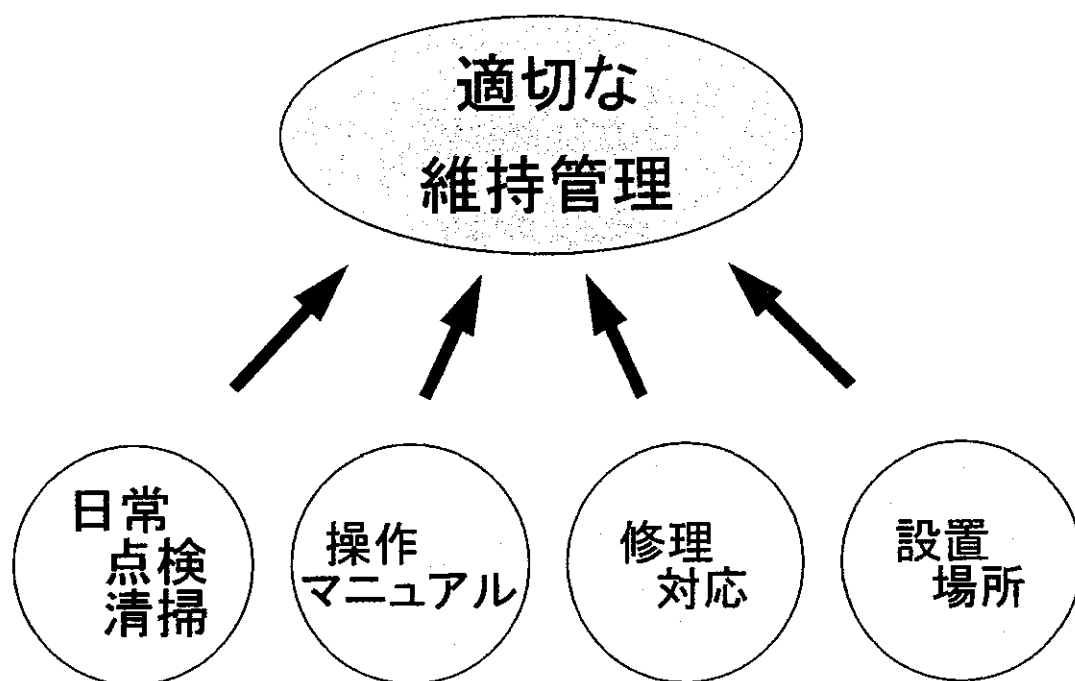 適切な
維持管理
日常
点検
清掃
操作
マニュアル
修理
対応
設置
場所